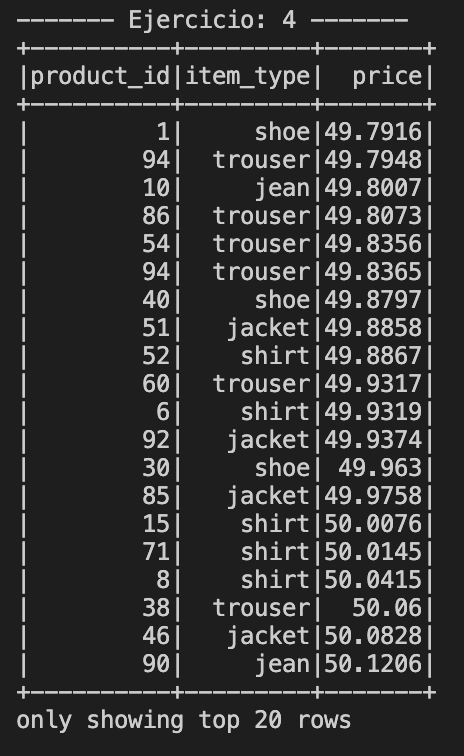 ------- Ejercicio: 4 -------
+----------+---------+-------+
|product_id|item_type|  price|
+----------+---------+-------+
|         1|     shoe|49.7916|
|        94|  trouser|49.7948|
|        10|     jean|49.8007|
|        86|  trouser|49.8073|
|        54|  trouser|49.8356|
|        94|  trouser|49.8365|
|        40|     shoe|49.8797|
|        51|   jacket|49.8858|
|        52|    shirt|49.8867|
|        60|  trouser|49.9317|
|         6|    shirt|49.9319|
|        92|   jacket|49.9374|
|        30|     shoe| 49.963|
|        85|   jacket|49.9758|
|        15|    shirt|50.0076|
|        71|    shirt|50.0145|
|         8|    shirt|50.0415|
|        38|  trouser|  50.06|
|        46|   jacket|50.0828|
|        90|     jean|50.1206|
+----------+---------+-------+
only showing top 20 rows